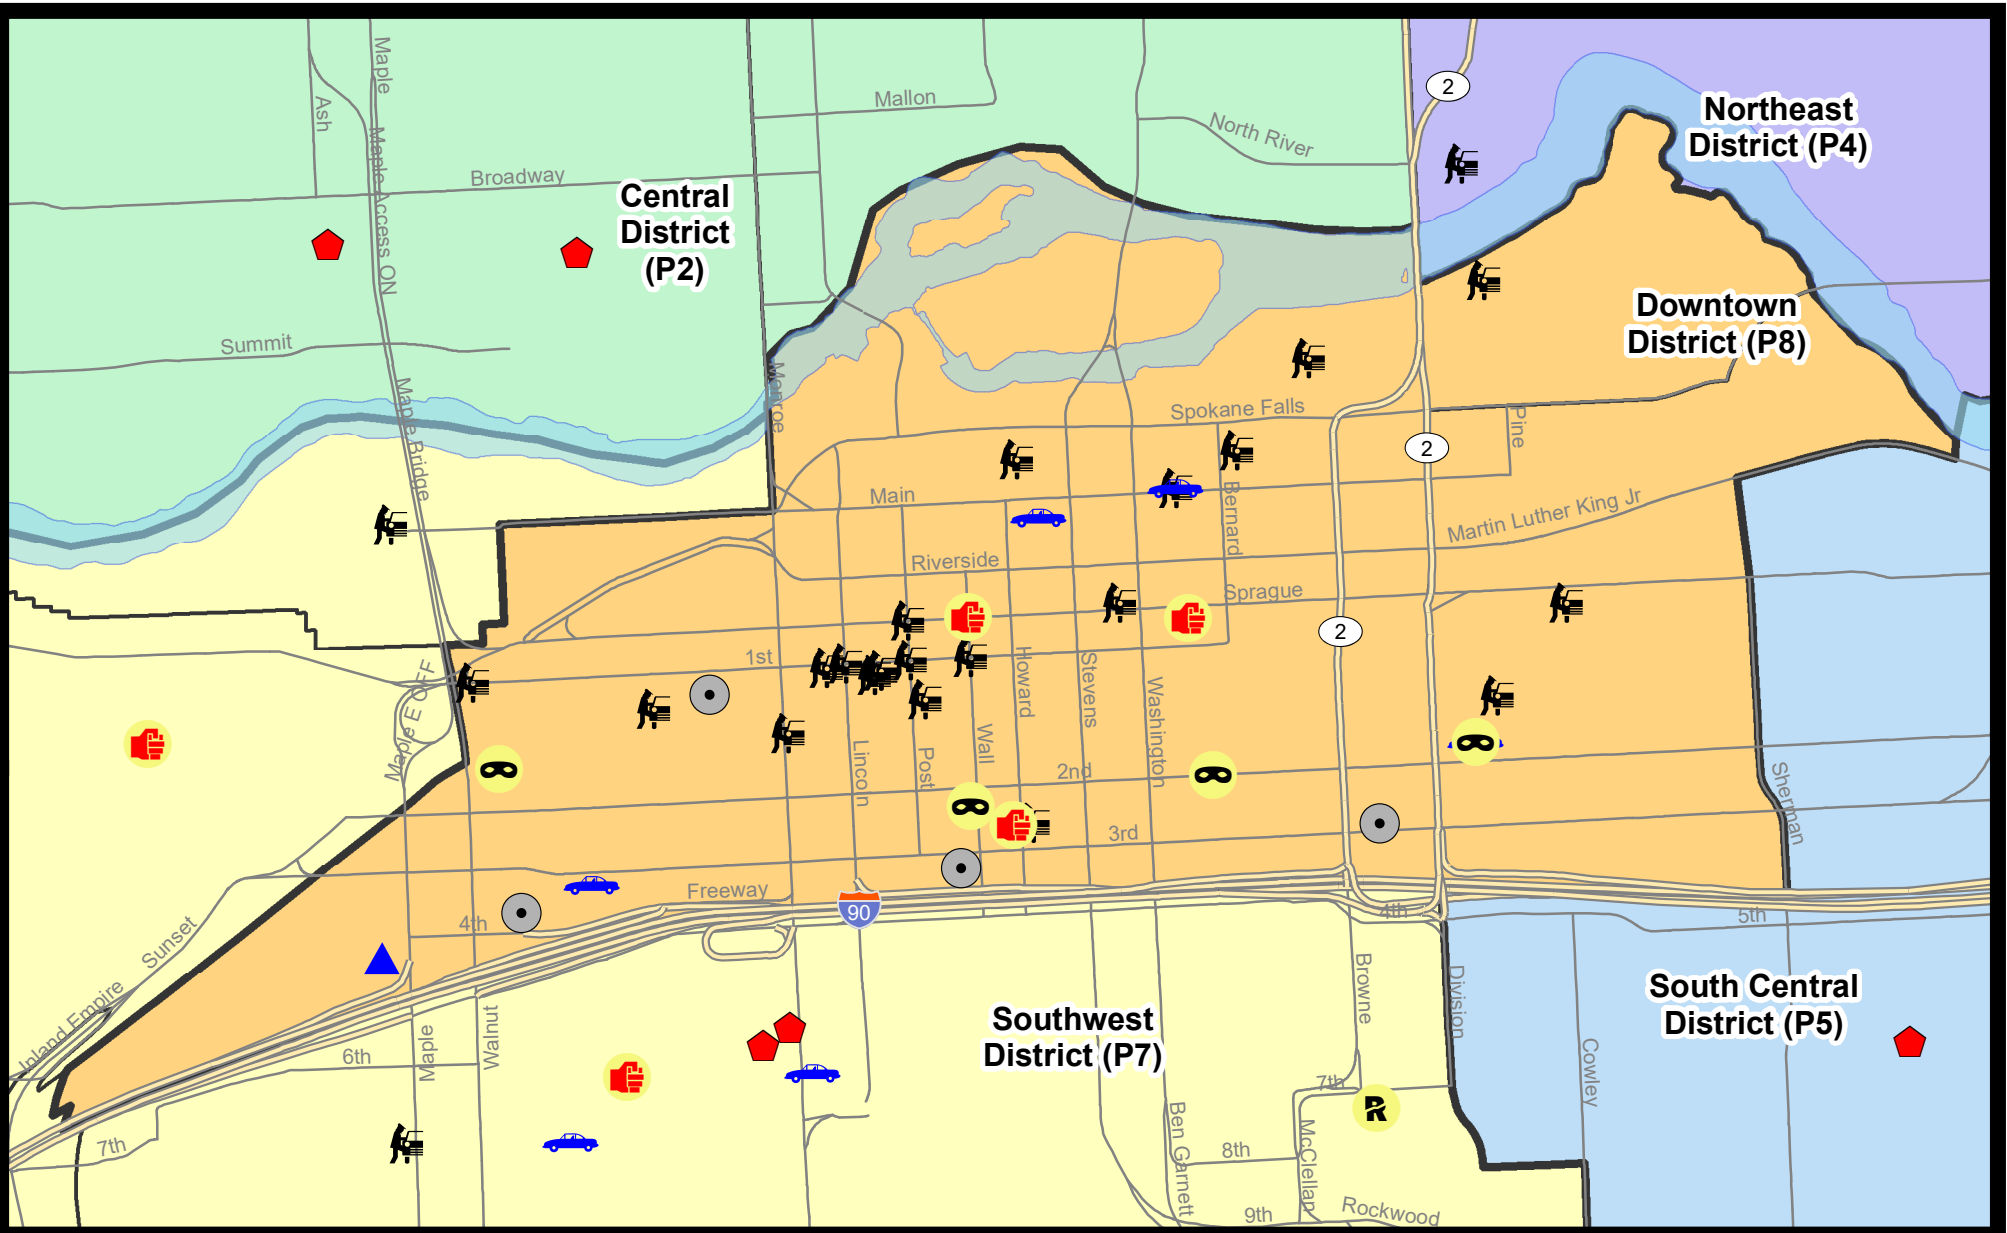 Maple
2
Mallon
Ash
Northeast
District (P4)
North River
Maple Access ON
Broadway
Central
District
(P2)
Downtown
District (P8)
Summit
Monroe
Maple Bridge
Spokane Falls
Pine
2
Main
Bernard
Martin Luther King Jr
Riverside
Sprague
2
1st
Howard
Stevens
Washington
Maple E OFF
Wall
Post
Lincoln
2nd
Sherman
3rd
Freeway
90
4th
4th
5th
Sunset
Inland Empire
Browne
Division
South Central
District (P5)
Southwest
District (P7)
Maple
Walnut
6th
Cowley
7th
R
7th
Ben Garnett
McClellan
8th
9th
Rockwood